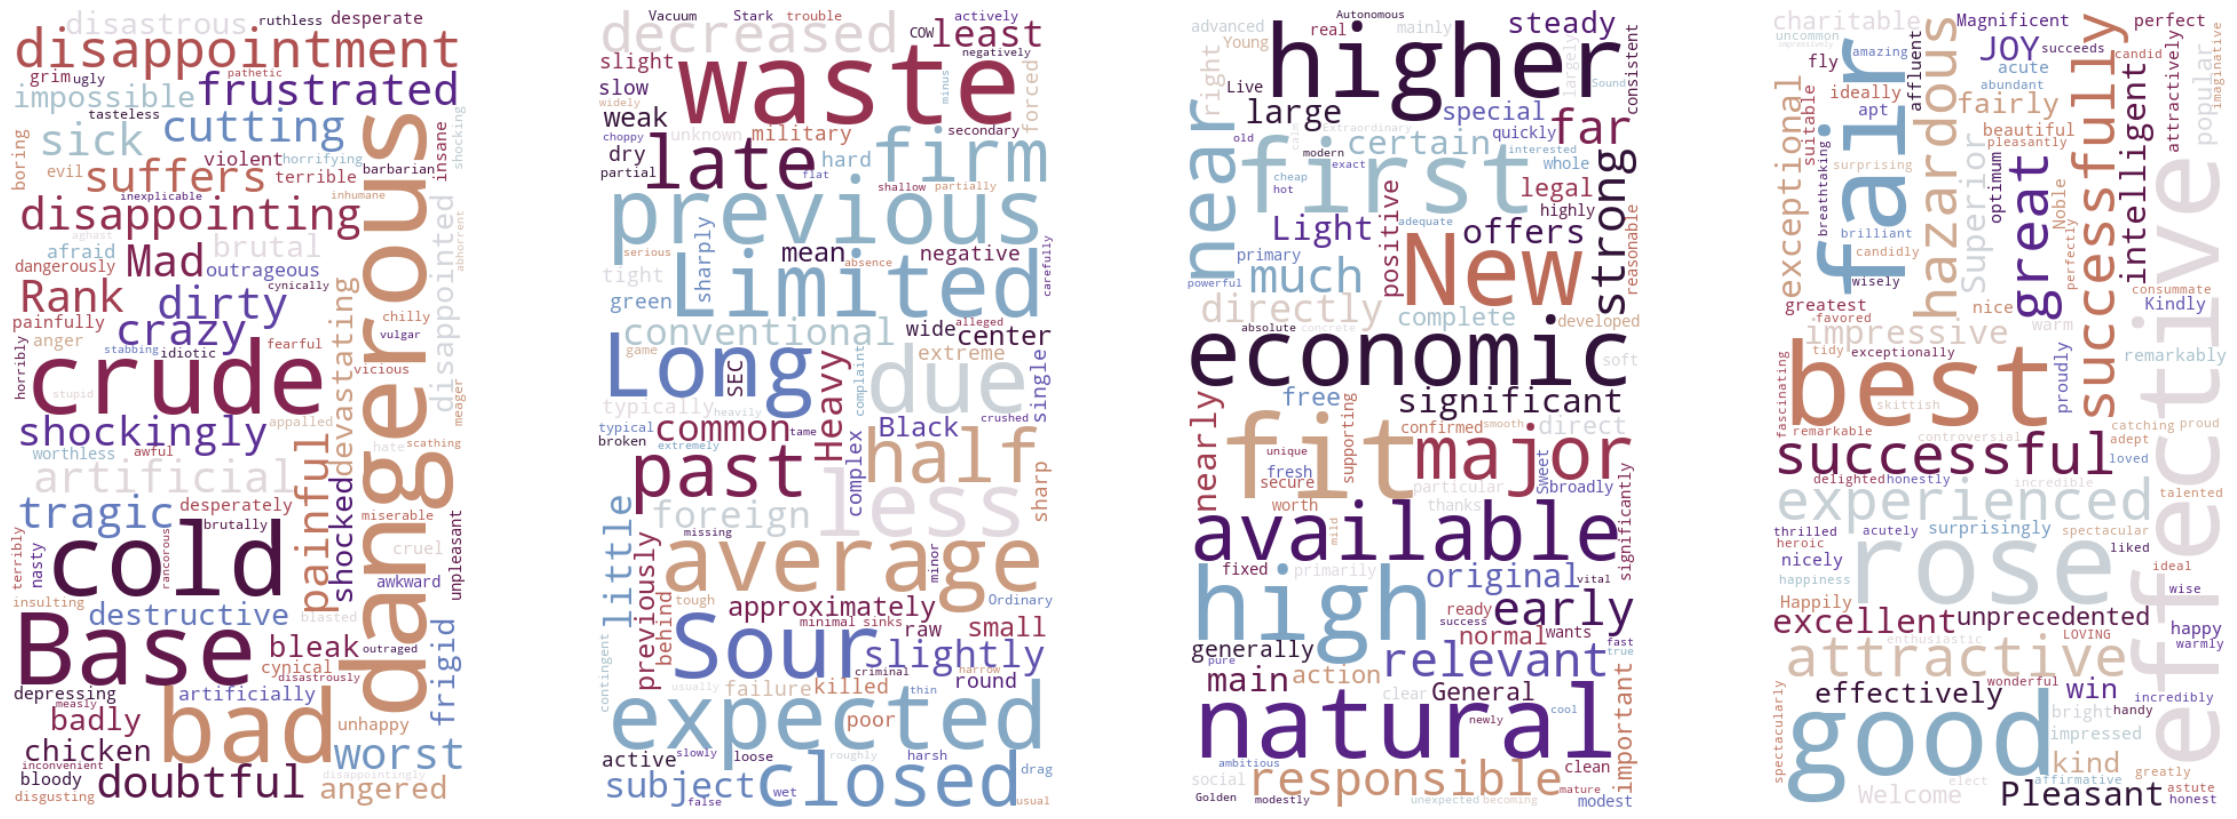 disastrous
ruthless
desperate
disappointment
grim
ugly
pathetic
impossible
frustrated
tasteless
sick
cutting
boring
violent
horrifying
insane
shocking
evil
suffers
terrible
barbarian
inexplicable
inhumane
disappointing
dangerous
aghast
afraid
brutal
disappointed
abhorrent
dangerously
Mad
outrageous
cynically
Rank
dirty
devastating
painfully
crazy
chilly
vulgar
anger
stabbing
idiotic
fearful
horribly
crude
vicious
stupid
meager
shockingly
appalled
hate
scathing
worthless
awful
painful
shocked
artificial
tragic
desperately
brutally
miserable
unpleasant
terribly
nasty
cold
rancorous
cruel
awkward
insulting
destructive
blasted
Base
bleak
outraged
frigid
cynical
disastrously
depressing
artificially
measly
badly
bad
unhappy
chicken
worst
inconvenient
bloody
doubtful
disappointingly
disgusting
angered
Vacuum
Stark
trouble
actively
decreased
cow
least
negatively
slight
waste
forced
slow
minus
widely
weak
unknown
military
secondary
choppy
late
hard
firm
dry
partial
flat
shallow
partially
previous
sharply
mean
negative
serious
absence
carefully
tight
Limited
green
conventional
wide
alleged
center
game
Long
SEC
Heavy
complaint
due
extreme
single
typically
heavily
crushed
typical
common
tame
Black
broken
extremely
half
past
complex
less
sharp
little
foreign
missing
previously
average
minor
tough
approximately
Ordinary
behind
minimal
sinks
raw
small
Sour
slightly
criminal
narrow
contingent
usually
failure
killed
thin
round
expected
poor
active
slowly
loose
roughly
harsh
subject
closed
drag
false
wet
usual
advanced
Autonomous
real
mainly
steady
Young
higher
largely
consistent
right
Live
Sound
large
special
near
old
Extraordinary
quickly
far
calm
certain
modern
exact
interested
first
whole
cheap
hot
legal
strong
positive
highly
Light
adequate
offers
reasonable
primary
much
New
powerful
directly
complete
developed
absolute
concrete
economic
soft
free
significant
nearly
supporting
confirmed
smooth
direct
fit
major
unique
fresh
sweet
secure
particular
broadly
worth
thanks
significantly
available
mild
fixed
primarily
original
vital
high
ready
early
success
normal
wants
fast
generally
true
pure
relevant
main
action
important
clear
General
natural
newly
cool
ambitious
social
responsible
clean
mature
Golden
modestly
unexpected
becoming
modest
charitable
Magnificent
perfect
uncommon
impressively
amazing
JOY
succeeds
candid
fly
affluent
acute
popular
imaginative
ideally
abundant
attractively
exceptional
suitable
fair
apt
hazardous
fairly
successfully
intelligent
beautiful
pleasantly
breathtaking
surprising
superior
optimum
great
Noble
brilliant
candidly
perfectly
wisely
effective
greatest
favored
nice
consummate
Kindly
impressive
warm
tidy
exceptionally
remarkably
best
proudly
fascinating
skittish
remarkable
controversial
catching
proud
adept
successful
loved
delighted
honestly
incredible
experienced
talented
thrilled
acutely
surprisingly
spectacular
heroic
liked
nicely
rose
ideal
happiness
wise
Happily
excellent
unprecedented
enthusiastic
LOVING
happy
warmly
attractive
wonderful
effectively
win
incredibly
spectacularly
good
bright
handy
impressed
kind
greatly
elect
affirmative
Welcome
Pleasant
astute
honest